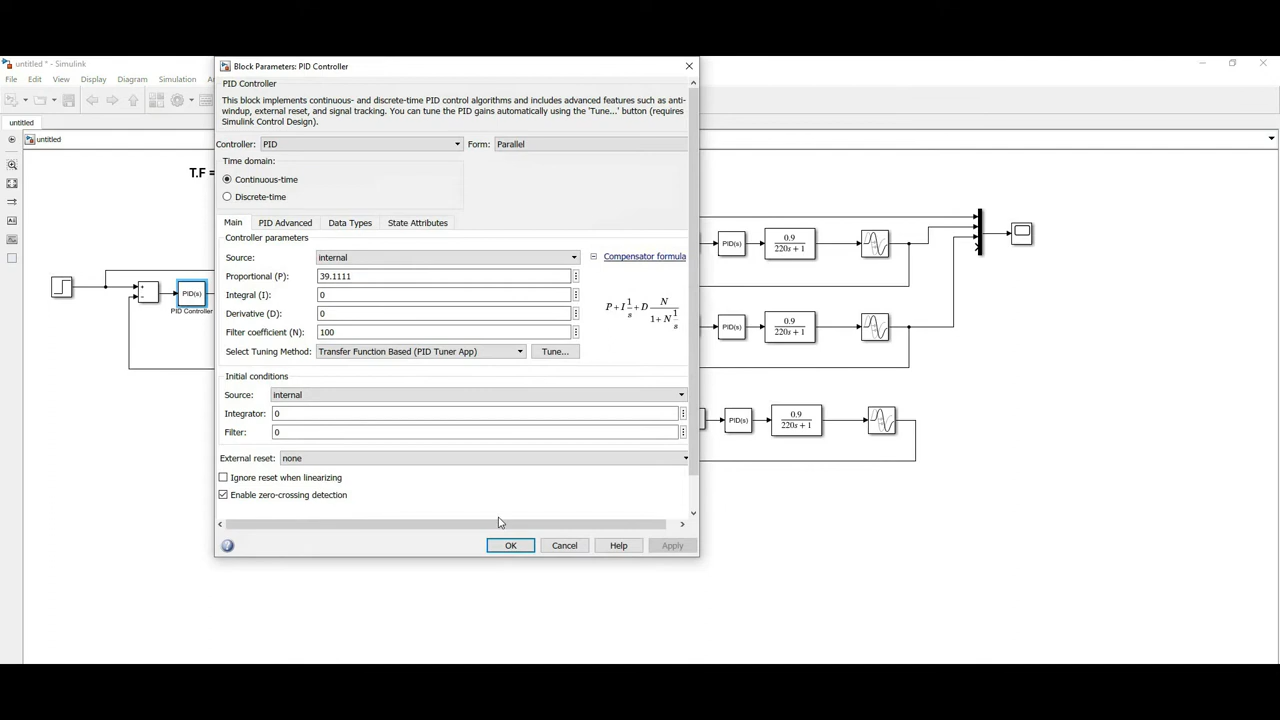 untitled * - Simulink
File Edit View Display Diagram Simulation
untitled
untitled
T.F =
Block Parameters: PID Controller
PID Controller
This block implements continuous- and discrete-time PID control algorithms and includes advanced features such as anti-
windup, external reset, and signal tracking. You can tune the PID gains automatically using the 'Tune...' button (requires
Simulink Control Design).
Controller: PID Form: Parallel
Time domain:
Continuous-time
Discrete-time
Main PID Advanced Data Types State Attributes
Controller parameters
Source: internal Compensator formula
Proportional (P): 39.1111
Integral (I): 0
Derivative (D): 0
Filter coefficient (N): 100
P+I 1/s +D N/(1+N 1/s)
Select Tuning Method: Transfer Function Based (PID Tuner App) Tune...
Initial conditions
Source: internal
Integrator: 0
Filter: 0
External reset: none
Ignore reset when linearizing
Enable zero-crossing detection
OK Cancel Help Apply
PID(s)
PID Controller
PID(s) 0.9
220s+1
PID(s) 0.9
220s+1
PID(s) 0.9
220s+1